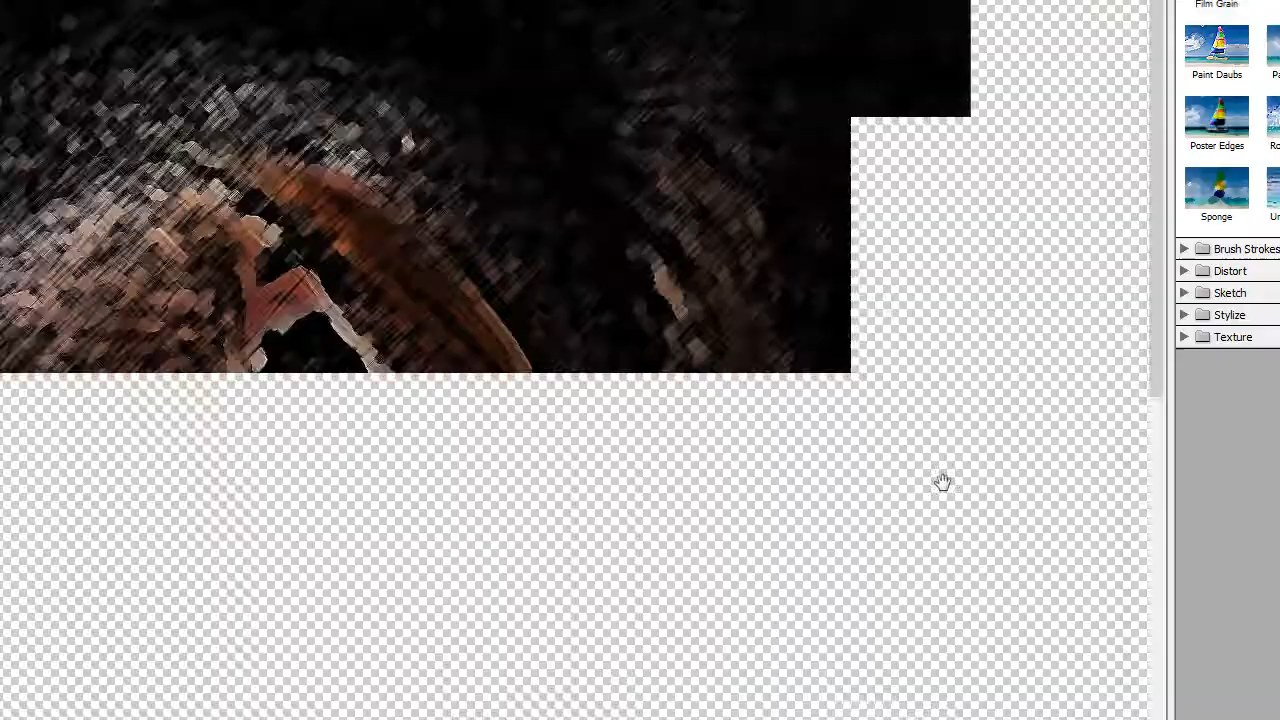 Film Grain
Paint Daubs
Poster Edges
Sponge
Brush Strokes
Distort
Sketch
Stylize
Texture